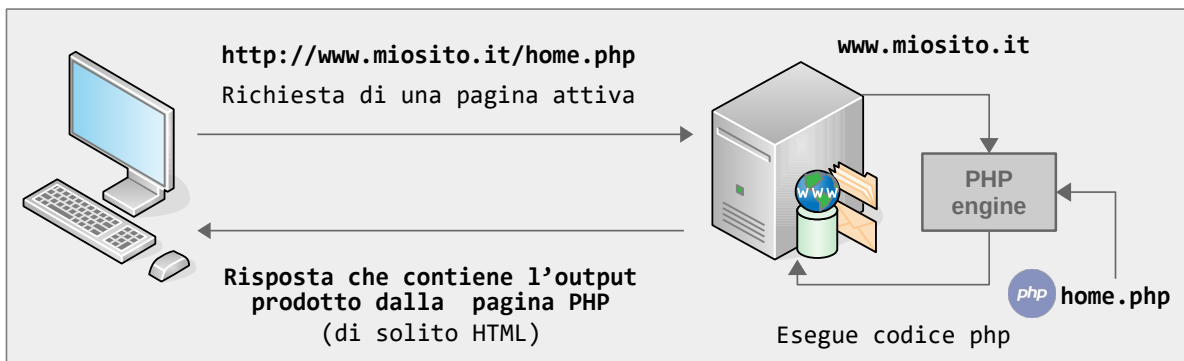 http://www.miosito.it/home.php
Richiesta di una pagina attiva
www.miosito.it
www
PHP
engine
Risposta che contiene l’output
prodotto dalla pagina PHP
(di solito HTML)
php home.php
Esegue codice php